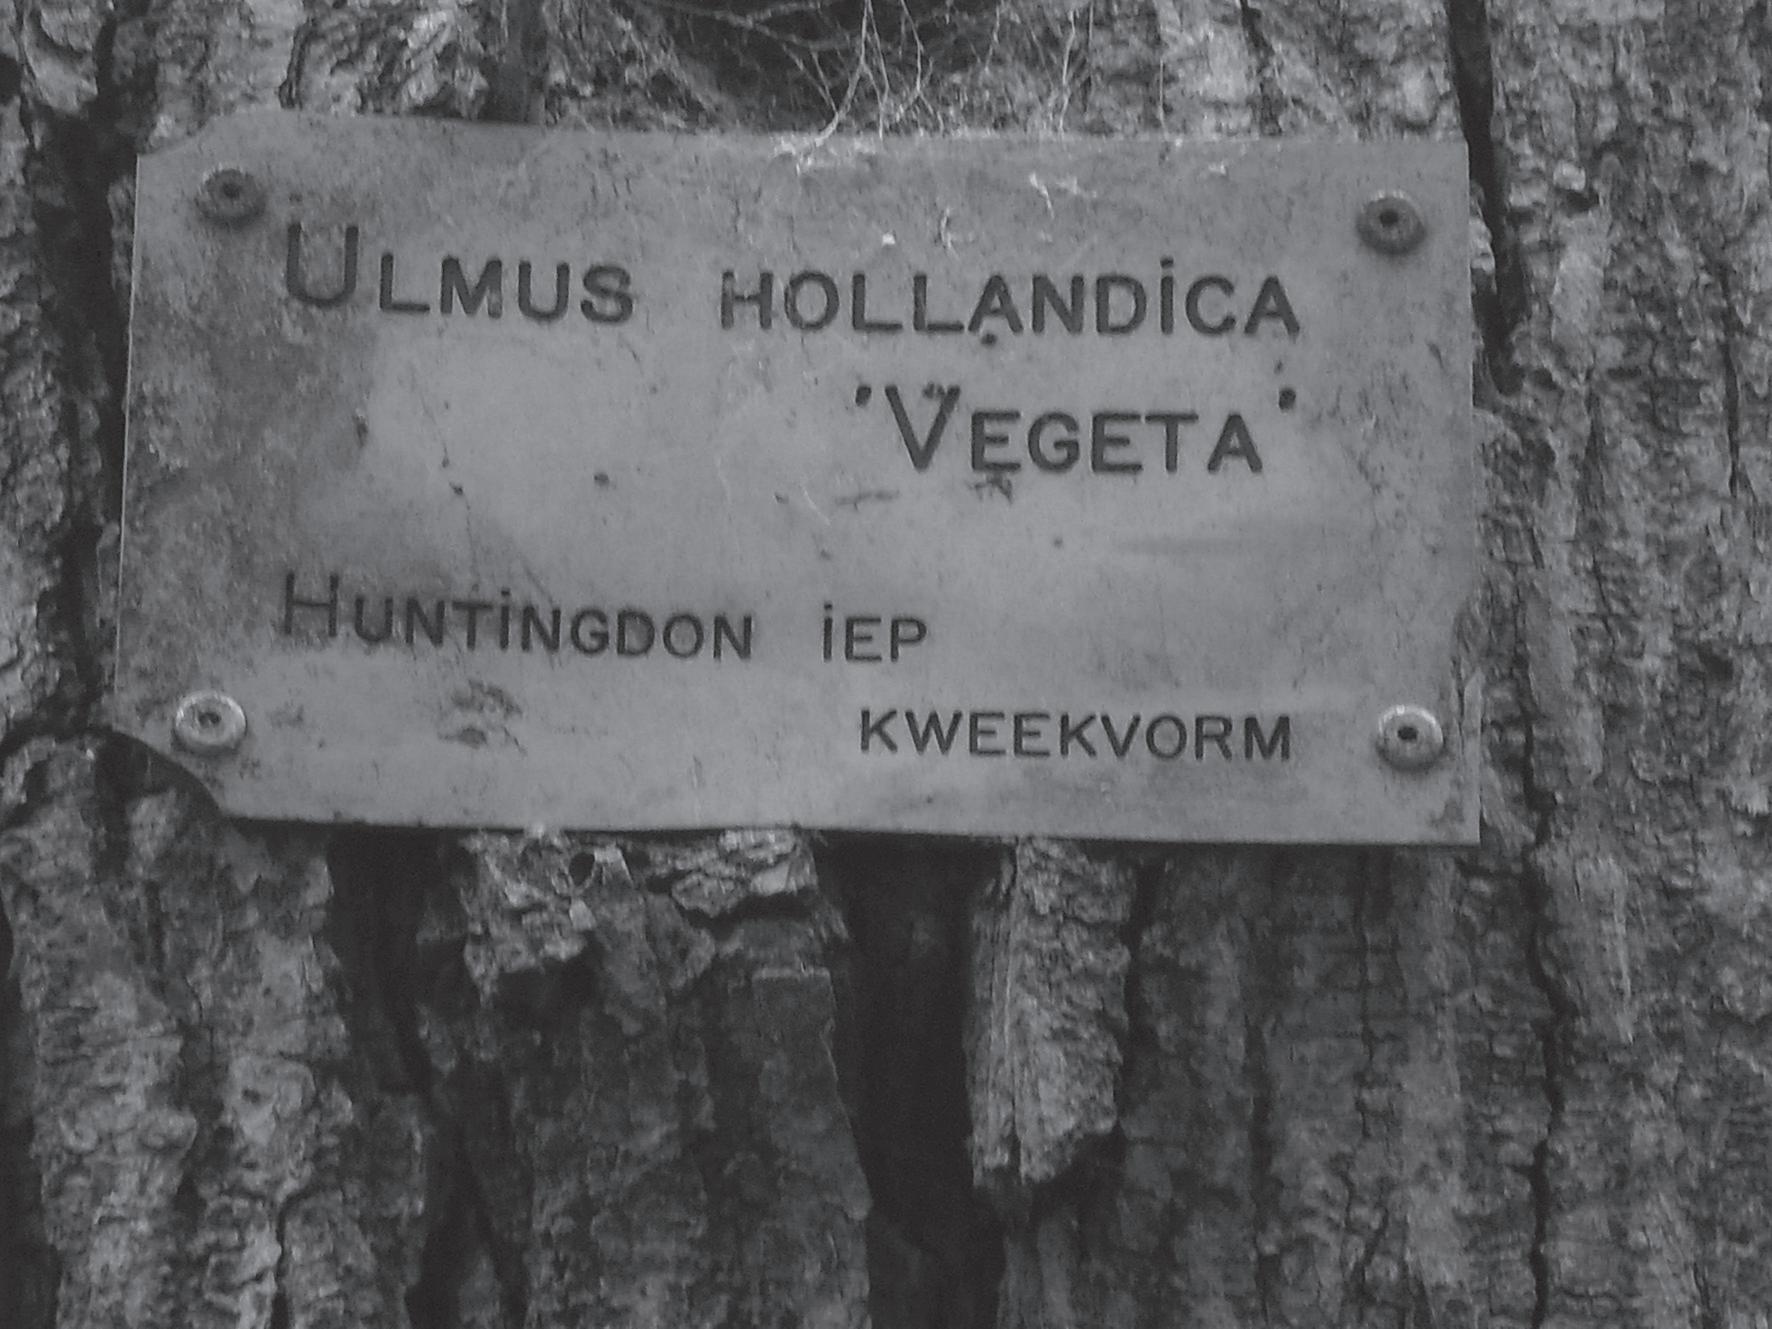 ULMUS HOLLANDICA
'VEGETA'
HUNTINGDON IEP
KWEEKVORM